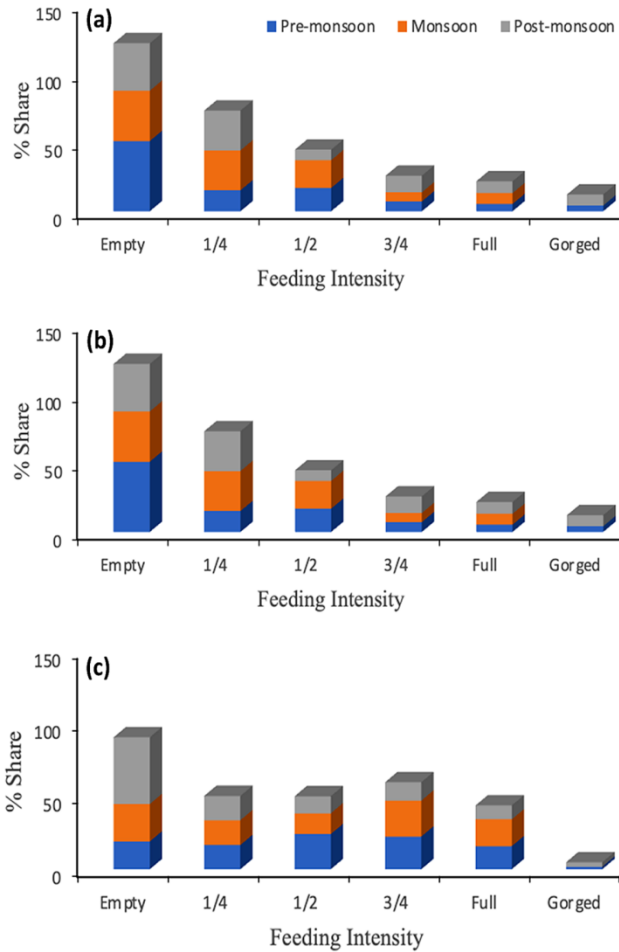 (a)
Pre-monsoon Monsoon Post-monsoon
150
100
50
0
% Share
Empty 1/4 1/2 3/4 Full Gorged
Feeding Intensity
(b)
150
100
50
0
% Share
Empty 1/4 1/2 3/4 Full Gorged
Feeding Intensity
(c)
150
100
50
0
% Share
Empty 1/4 1/2 3/4 Full Gorged
Feeding Intensity